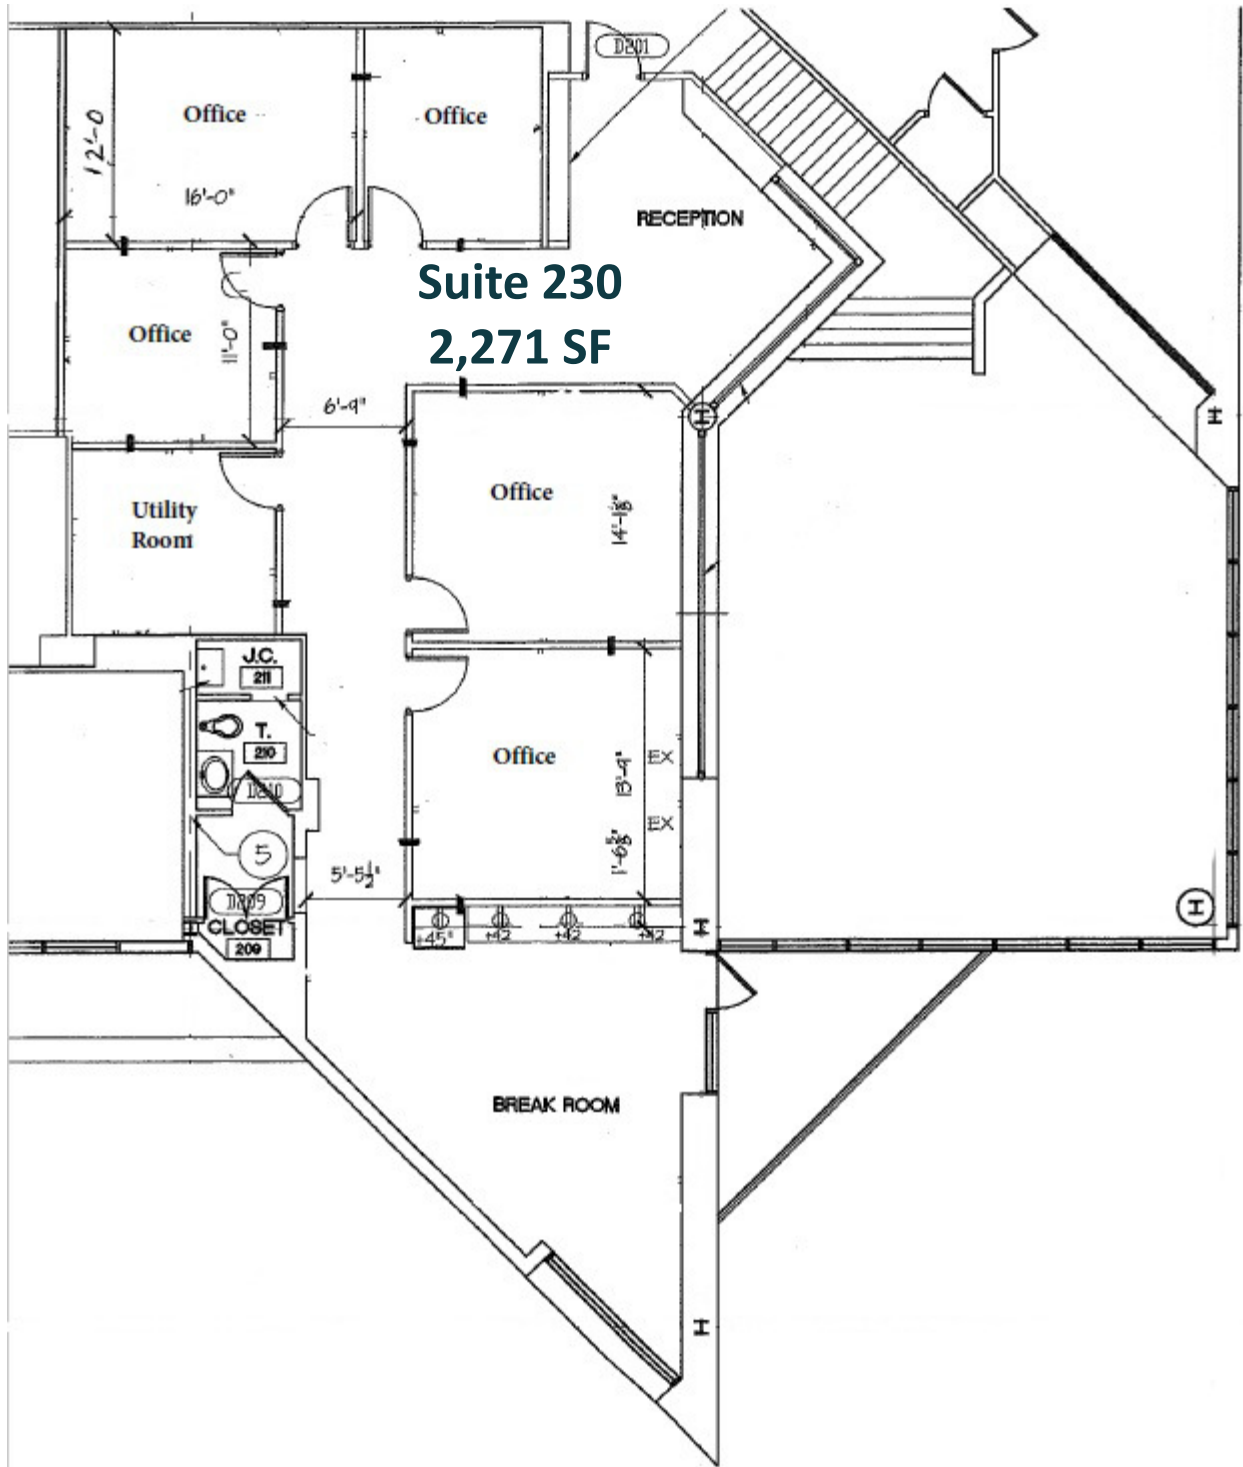 D201
Office
Office
12'-0
16'-0"
RECEPTION
Suite 230
2,271 SF
Office
11'-0"
6'-9"
H
H
Office
14'-1⅛"
Utility
Room
J.C.
211
T.
210
D210
Office
13'-9"
EX
EX
5
1'-6⅝"
5'-5½"
D209
CLOSET
209
+45"
+42
+42
+42
H
H
BREAK ROOM
H